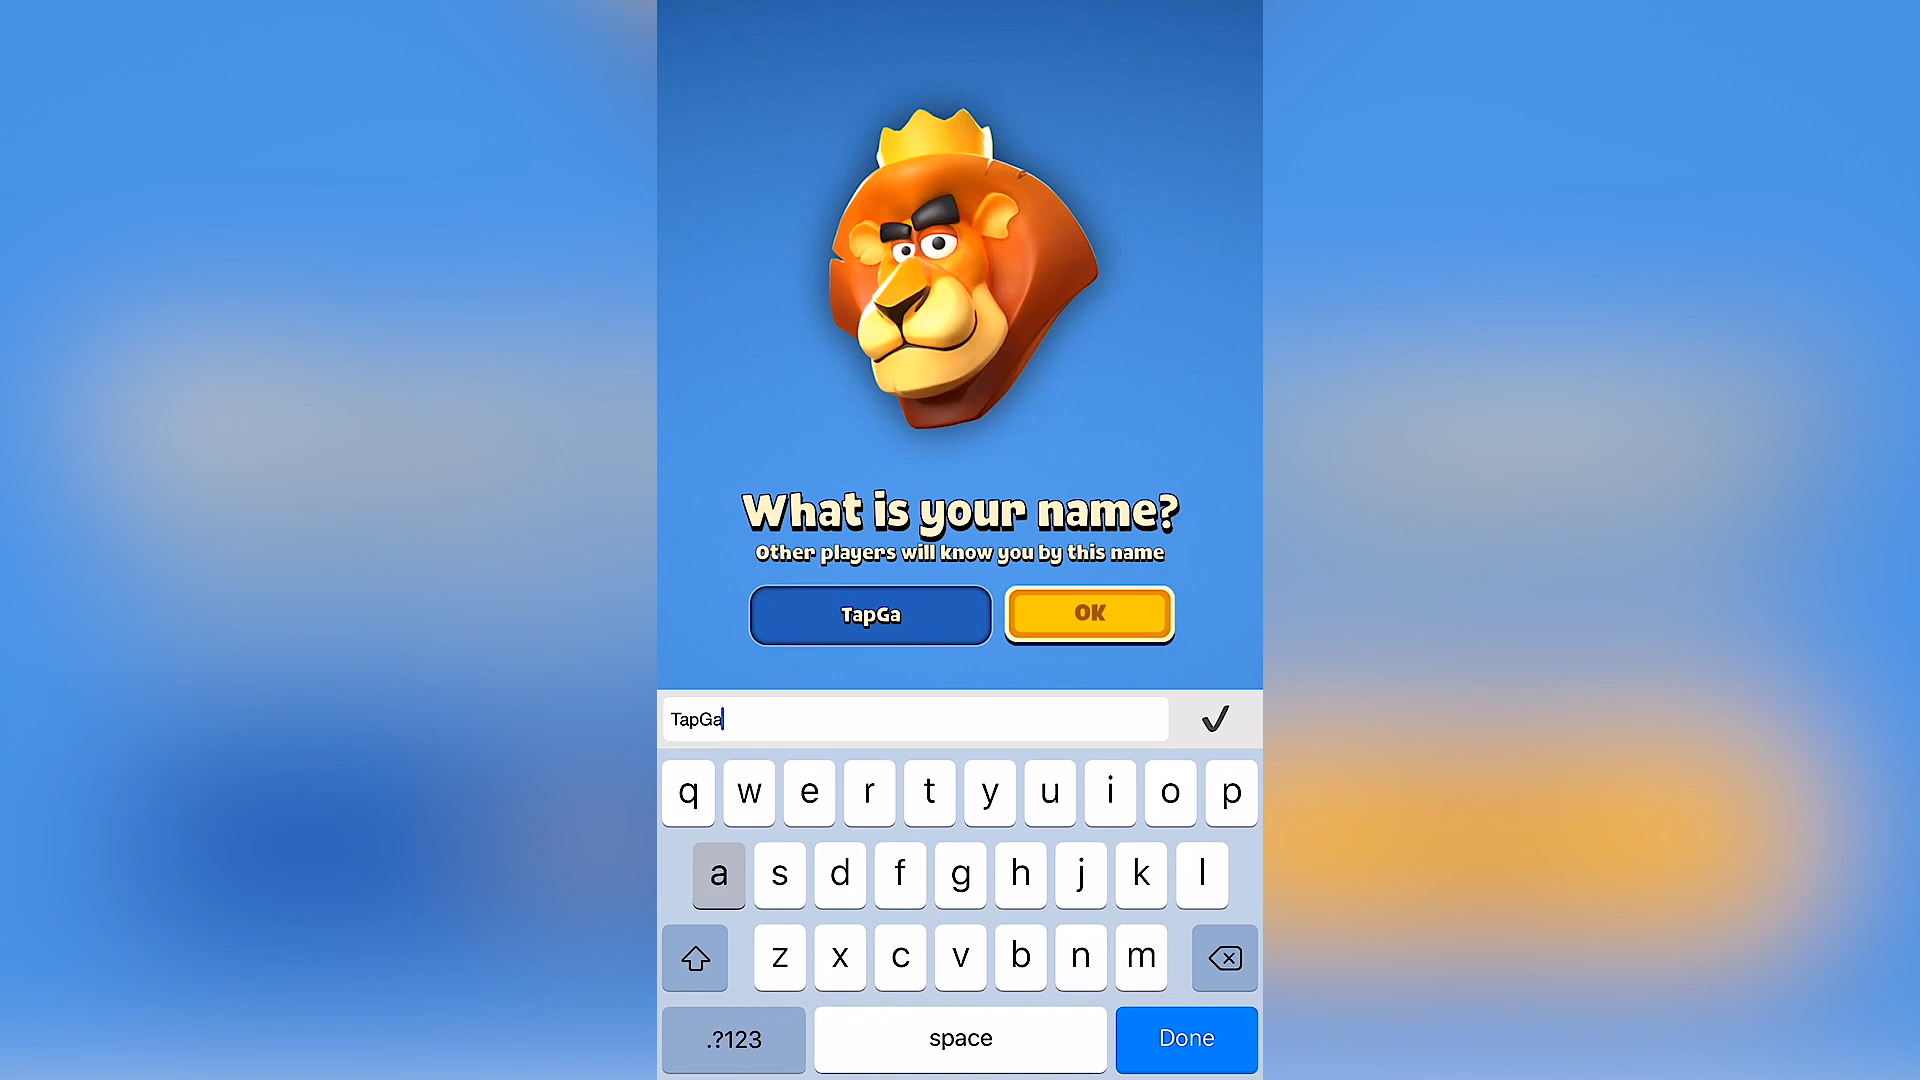 What is your name?
Other players will know you by this name
TapGa OK
TapGa
q w e r t y u i o p
a s d f g h j k l
z x c v b n m
.?123 space Done